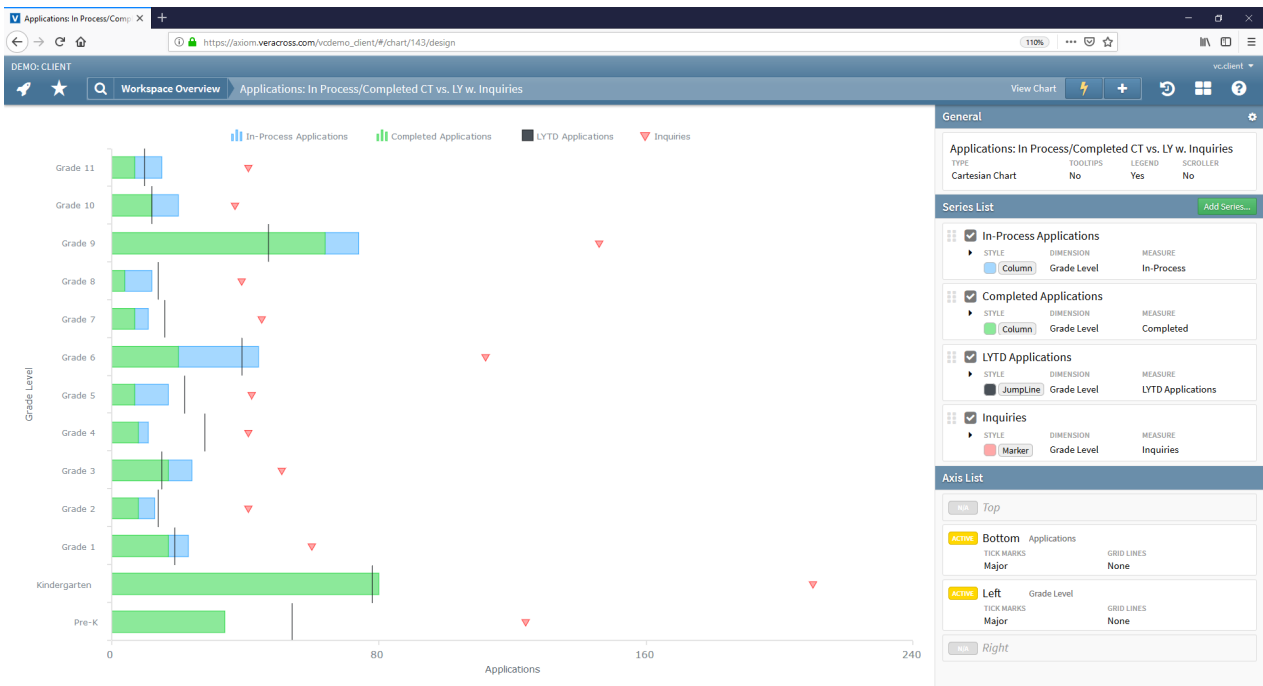 Applications: In Process/Comp
https://axiom.veracross.com/vcdemo_client/#/chart/143/design
110%
DEMO: CLIENT
vc.client
Workspace Overview
Applications: In Process/Completed CT vs. LY w. Inquiries
View Chart
In-Process Applications
Completed Applications
LYTD Applications
Inquiries
Grade Level
Grade 11
Grade 10
Grade 9
Grade 8
Grade 7
Grade 6
Grade 5
Grade 4
Grade 3
Grade 2
Grade 1
Kindergarten
Pre-K
0 80 160 240
Applications
General
Applications: In Process/Completed CT vs. LY w. Inquiries
TYPE TOOLTIPS LEGEND SCROLLER
Cartesian Chart No Yes No
Series List
Add Series...
In-Process Applications
STYLE DIMENSION MEASURE
Column Grade Level In-Process
Completed Applications
STYLE DIMENSION MEASURE
Column Grade Level Completed
LYTD Applications
STYLE DIMENSION MEASURE
JumpLine Grade Level LYTD Applications
Inquiries
STYLE DIMENSION MEASURE
Marker Grade Level Inquiries
Axis List
N/A Top
ACTIVE Bottom Applications
TICK MARKS GRID LINES
Major None
ACTIVE Left Grade Level
TICK MARKS GRID LINES
Major None
N/A Right